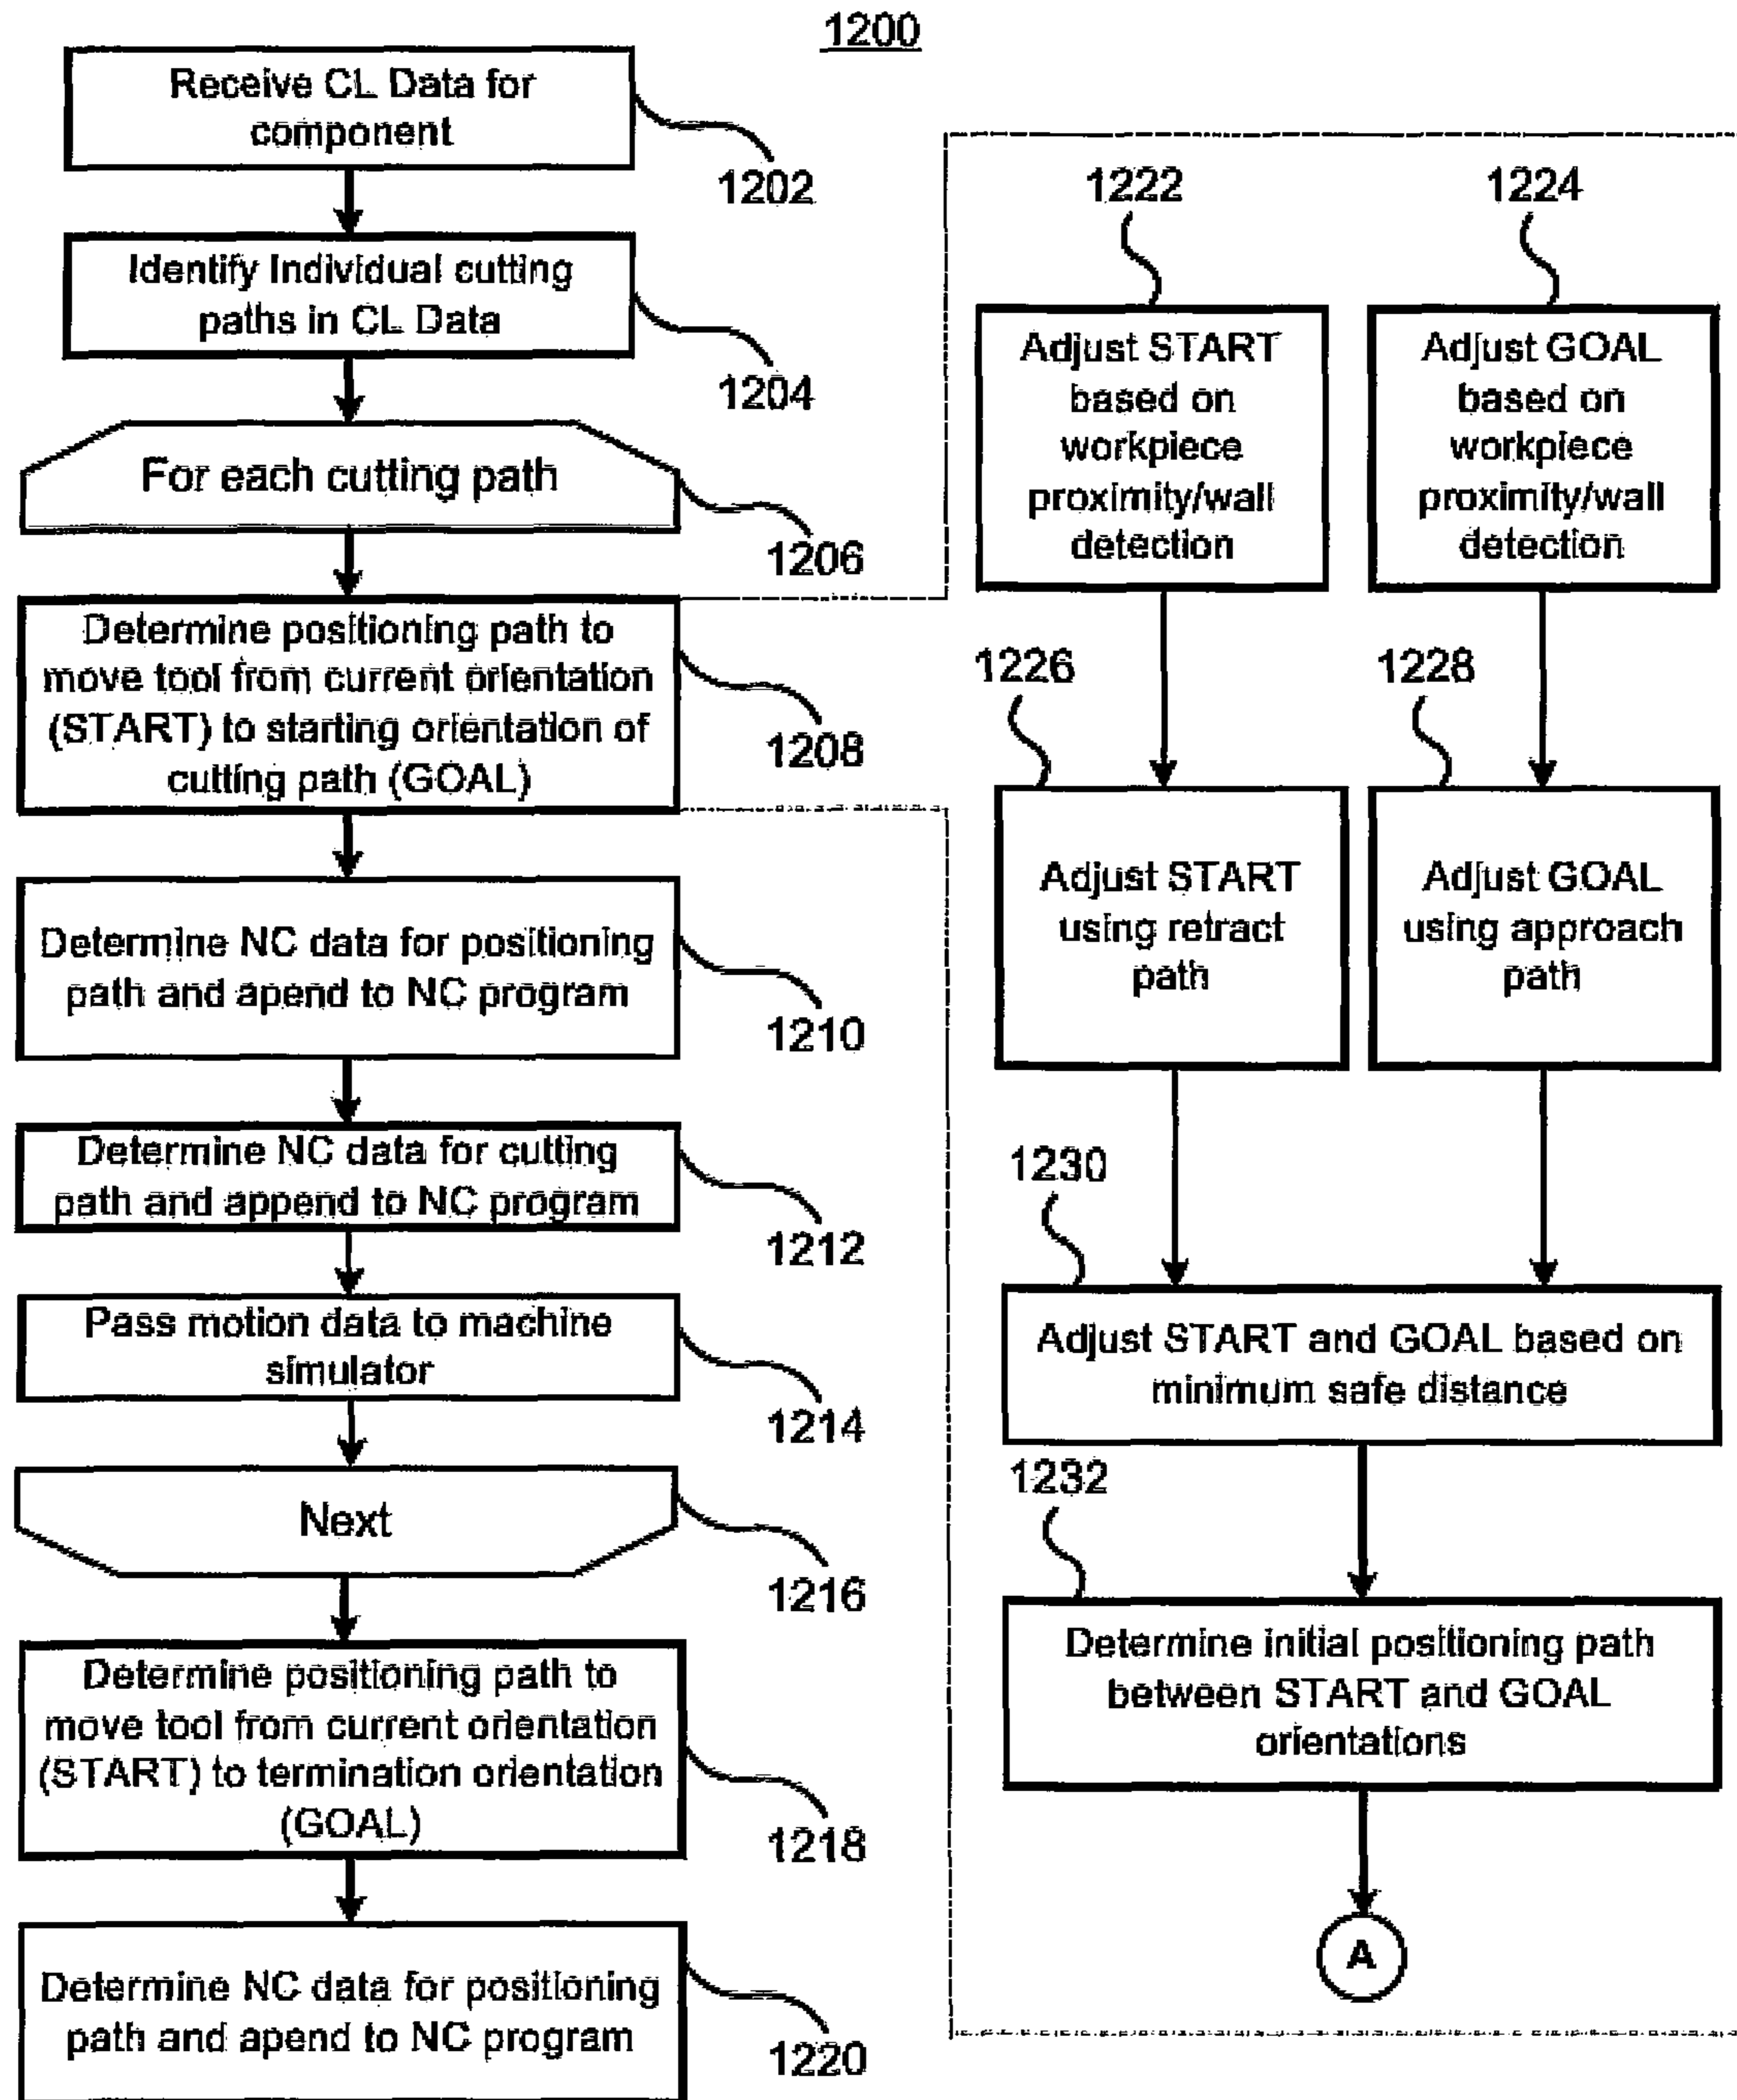 1200
Receive CL Data for
component
1202
Identify Individual cutting
paths in CL Data
1204
For each cutting path
1206
Determine positioning path to
move tool from current orientation
(START) to starting orientation of
cutting path (GOAL)
1208
Determine NC data for positioning
path and apend to NC program
1210
Determine NC data for cutting
path and append to NC program
1212
Pass motion data to machine
simulator
1214
Next
1216
Determine positioning path to
move tool from current orientation
(START) to termination orientation
(GOAL)
1218
Determine NC data for positioning
path and apend to NC program
1220
1222
Adjust START
based on
workpiece
proximity/wall
detection
1224
Adjust GOAL
based on
workpiece
proximity/wall
detection
1226
Adjust START
using retract
path
1228
Adjust GOAL
using approach
path
1230
Adjust START and GOAL based on
minimum safe distance
1232
Determine initial positioning path
between START and GOAL
orientations
A